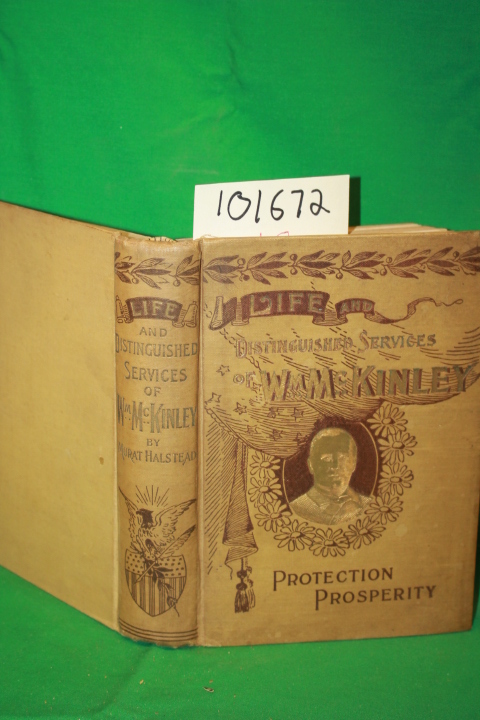 101672
LIFE
AND
DISTINGUISHED
SERVICES
OF
WM MCKINLEY
BY
MURAT HALSTEAD
LIFE AND
DISTINGUISHED SERVICES
OF WM MCKINLEY
PROTECTION
PROSPERITY